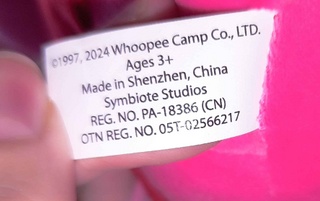 ©1997, 2024 Whoopee Camp Co., LTD.
Ages 3+
Made in Shenzhen, China
Symbiote Studios
REG. NO. PA-18386 (CN)
OTN REG. NO. 05T-02566217